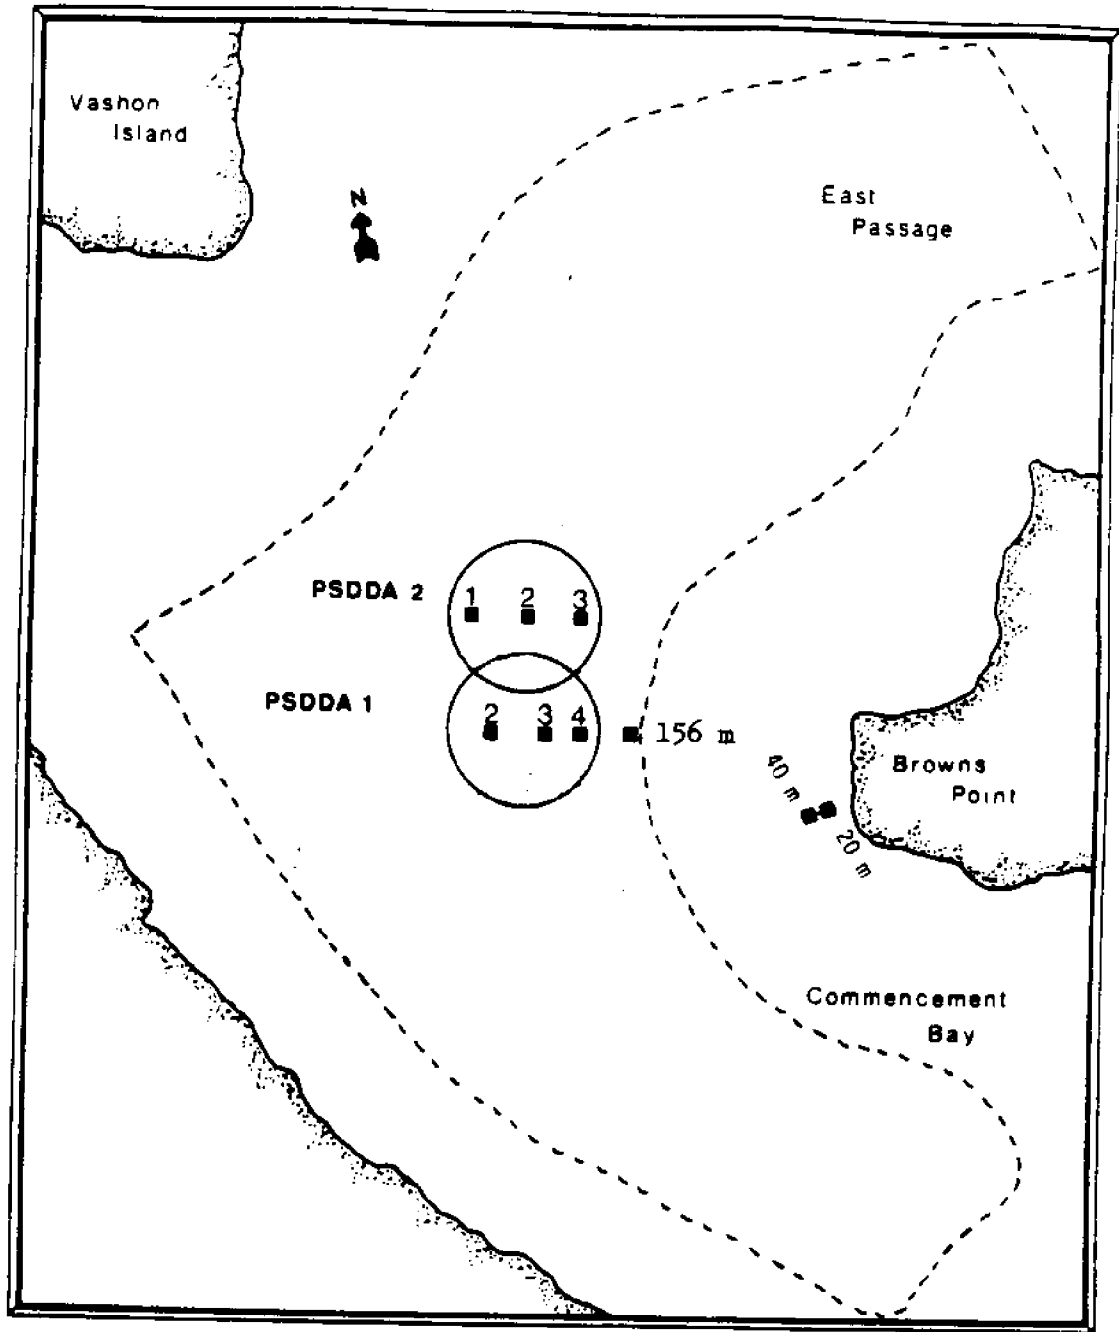 Vashon
Island
N
East
Passage
PSDDA 2
1 2 3
PSDDA 1
2 3 4
156 m
40 m
20 m
Browns
Point
Commencement
Bay